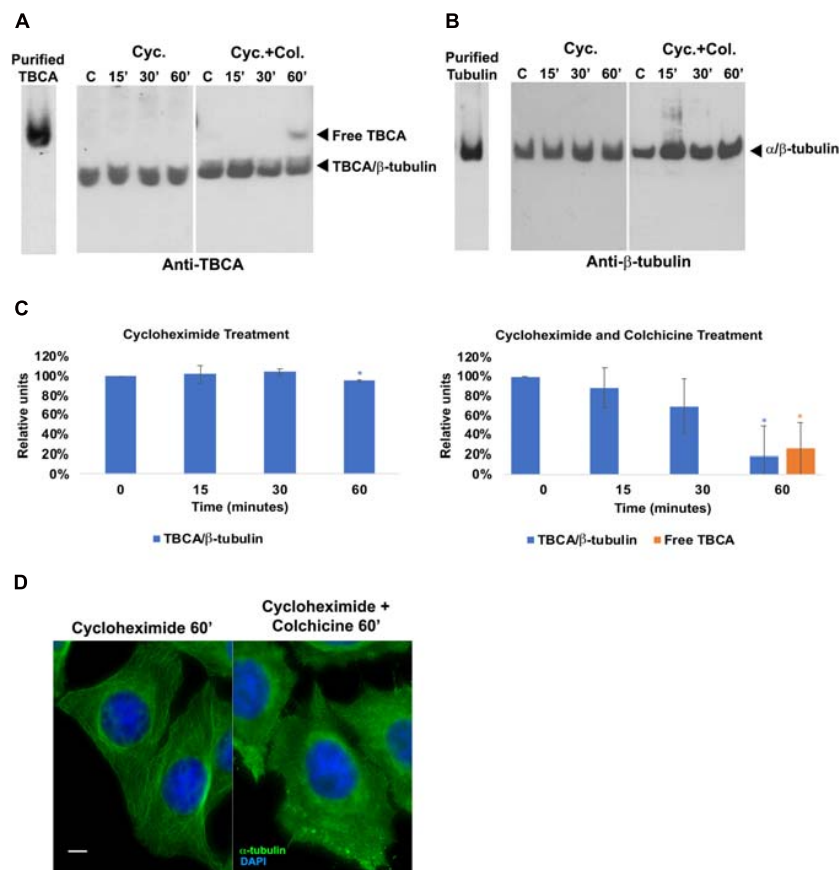 A
Purified
TBCA
Cyc.
Cyc.+Col.
C 15' 30' 60' C 15' 30' 60'
Free TBCA
TBCA/β-tubulin
Anti-TBCA
B
Purified
Tubulin
Cyc.
Cyc.+Col.
C 15' 30' 60' C 15' 30' 60'
α/β-tubulin
Anti-β-tubulin
C
Cycloheximide Treatment
Relative units
120%
100%
80%
60%
40%
20%
0%
*
0 15 30 60
Time (minutes)
TBCA/β-tubulin
Cycloheximide and Colchicine Treatment
Relative units
120%
100%
80%
60%
40%
20%
0%
* *
0 15 30 60
Time (minutes)
TBCA/β-tubulin Free TBCA
D
Cycloheximide 60'
Cycloheximide +
Colchicine 60'
α-tubulin
DAPI